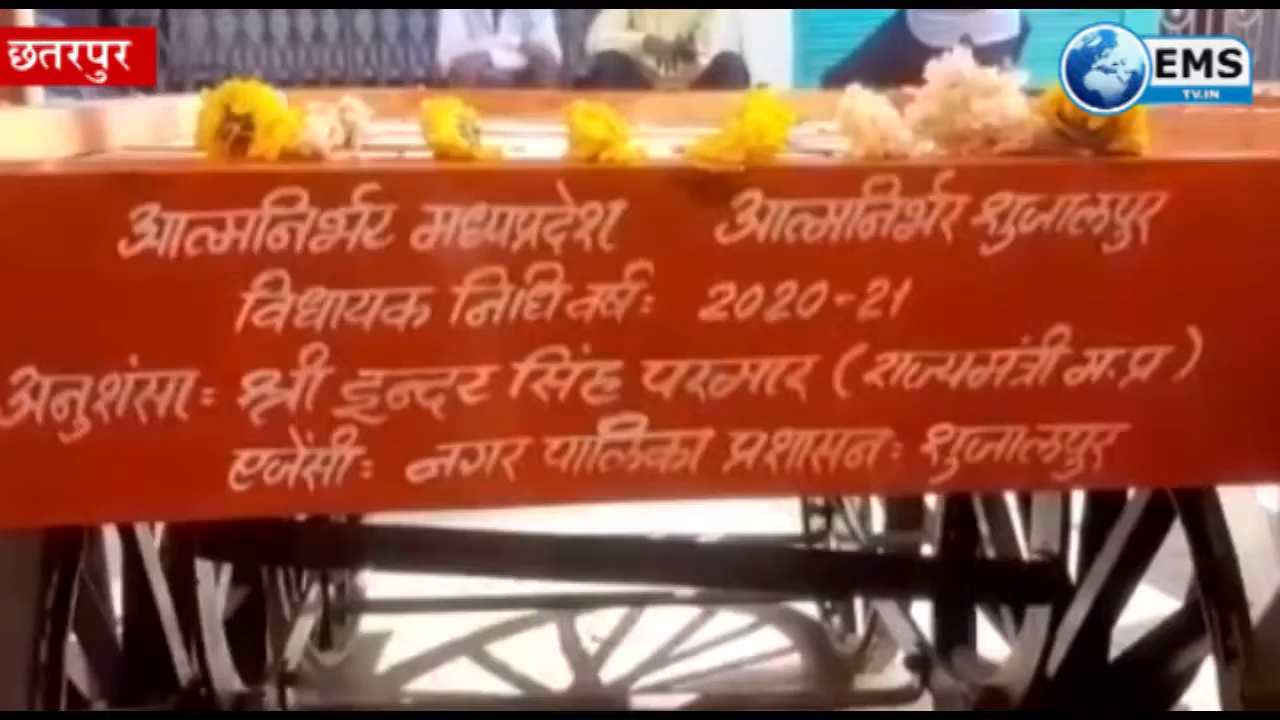 छतरपुर
EMS
TV.IN
आत्मनिर्भर मध्यप्रदेश आत्मनिर्भर शुजालपुर
विधायक निधि वर्ष: 2020-21
अनुशंसा: श्री इन्दर सिंह परमार (राज्यमंत्री म.प्र)
एजेंसी: नगर पालिका प्रशासन: शुजालपुर